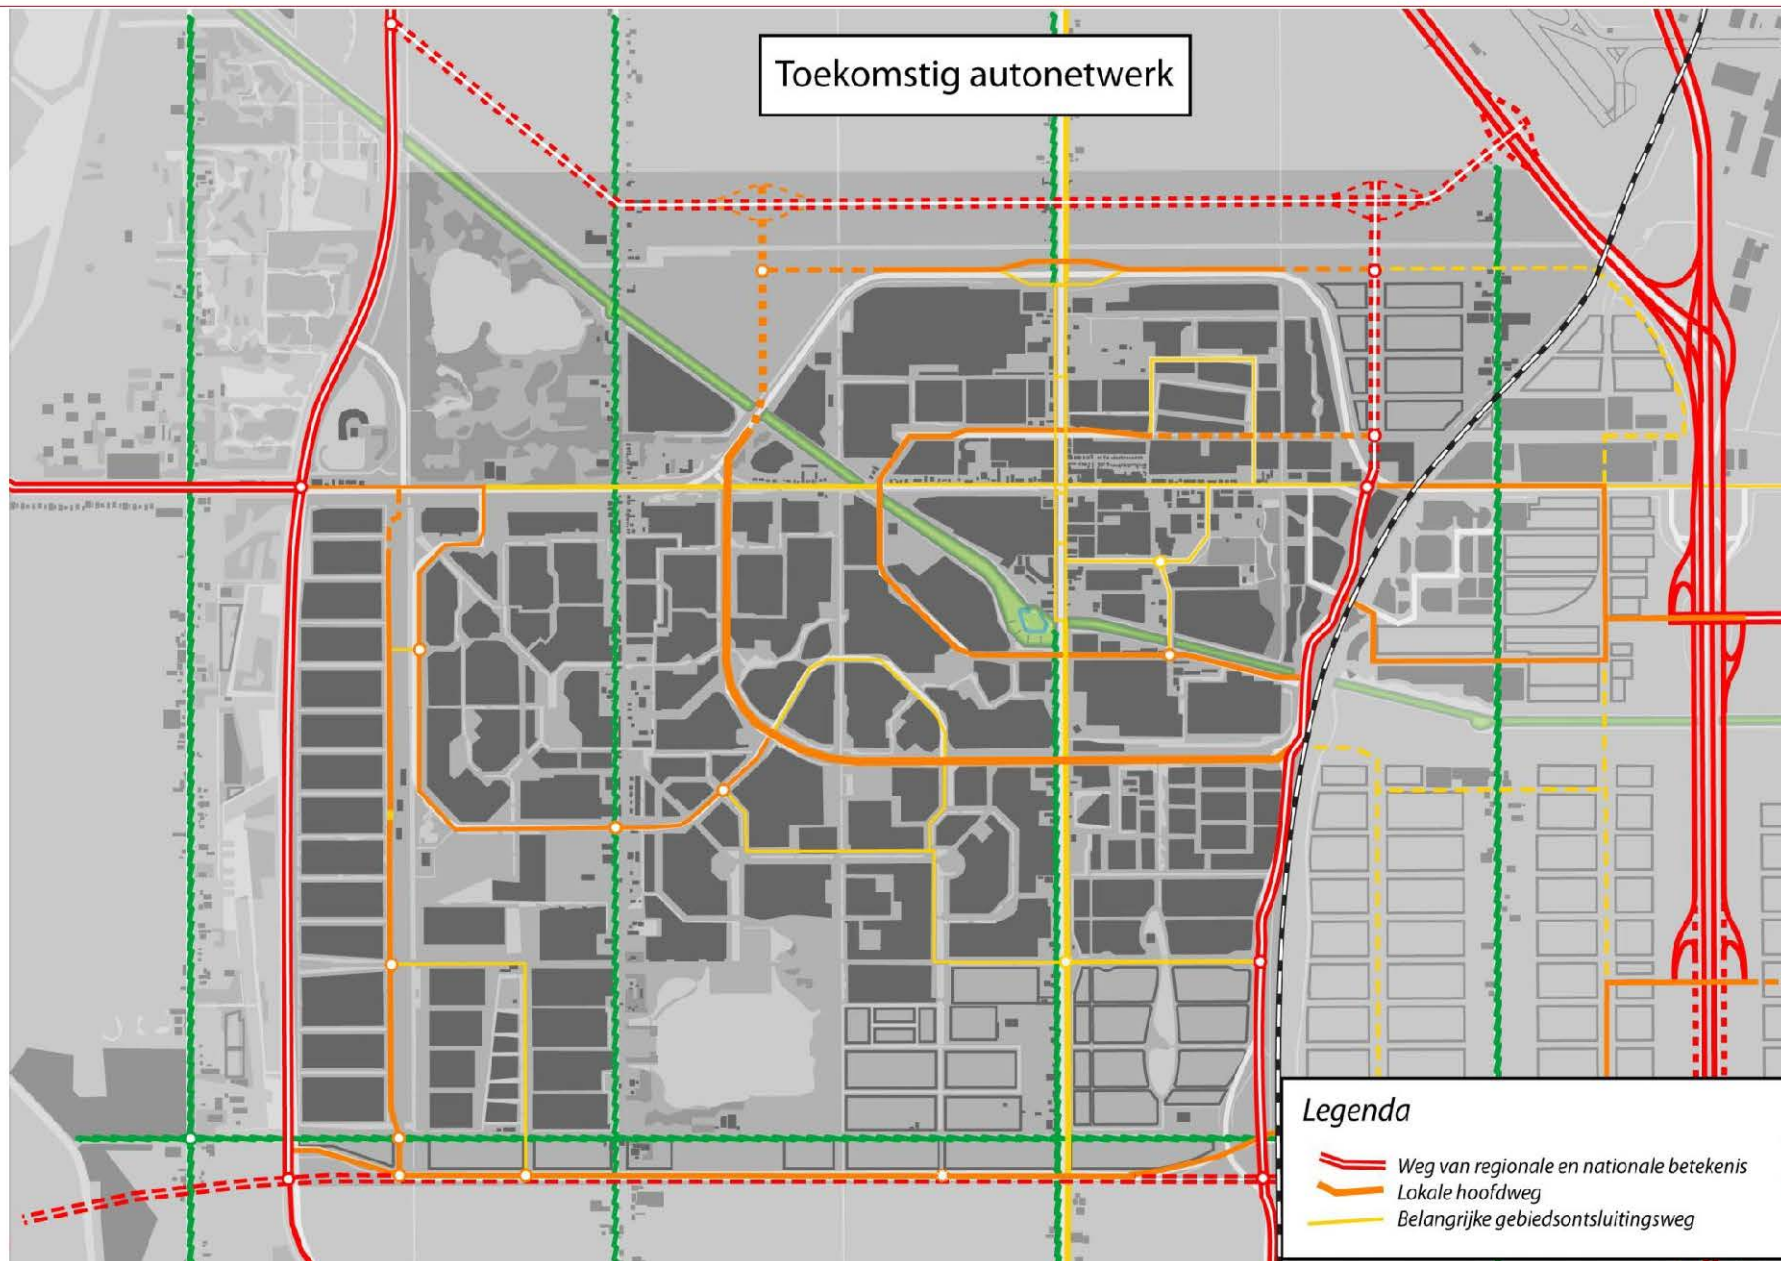 Toekomstig autonetwerk
Legenda
Weg van regionale en nationale betekenis
Lokale hoofdweg
Belangrijke gebiedsontsluitingsweg